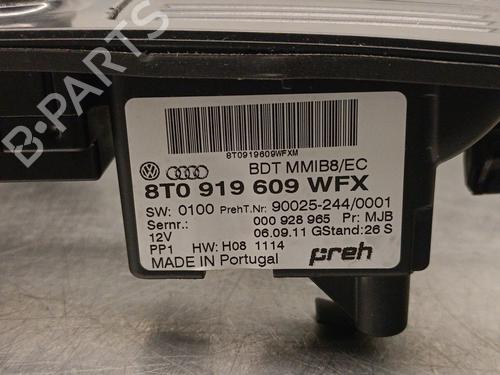 B-PARTS
8T0919609WFXM
BDT MMIB8/EC
8T0 919 609 WFX
SW: 0100 PrehT.Nr: 90025-244/0001
Sernr.: 000 928 965 Pr: MJB
12V 06.09.11 GStand: 26 S
PP1 HW: H08 1114
MADE IN Portugal preh